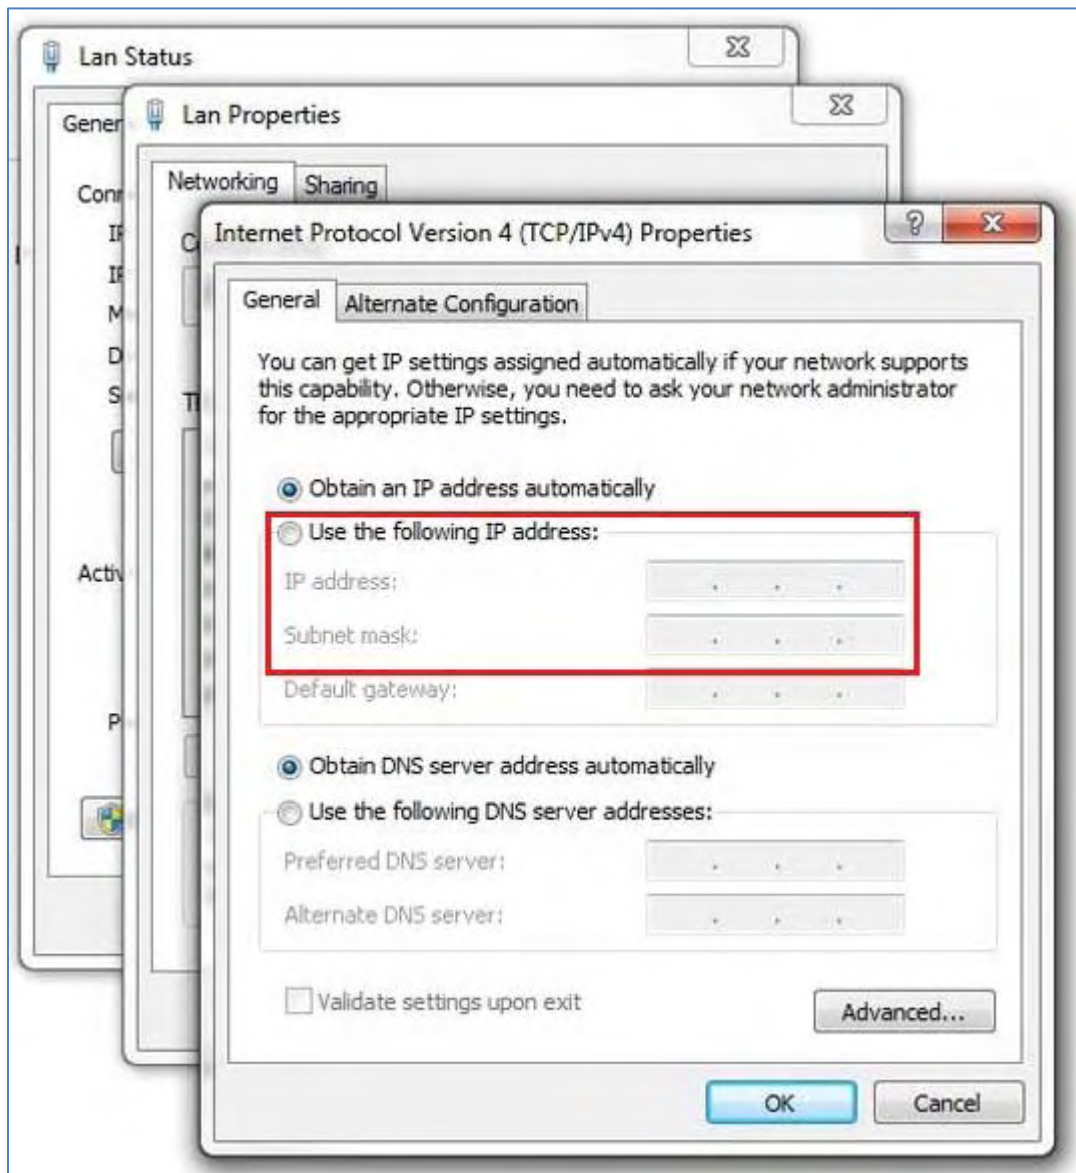 Lan Status
Lan Properties
Networking
Sharing
Internet Protocol Version 4 (TCP/IPv4) Properties
General
Alternate Configuration
You can get IP settings assigned automatically if your network supports
this capability. Otherwise, you need to ask your network administrator
for the appropriate IP settings.
Obtain an IP address automatically
Use the following IP address:
IP address:
Subnet mask:
Default gateway:
Obtain DNS server address automatically
Use the following DNS server addresses:
Preferred DNS server:
Alternate DNS server:
Validate settings upon exit
Advanced...
OK
Cancel